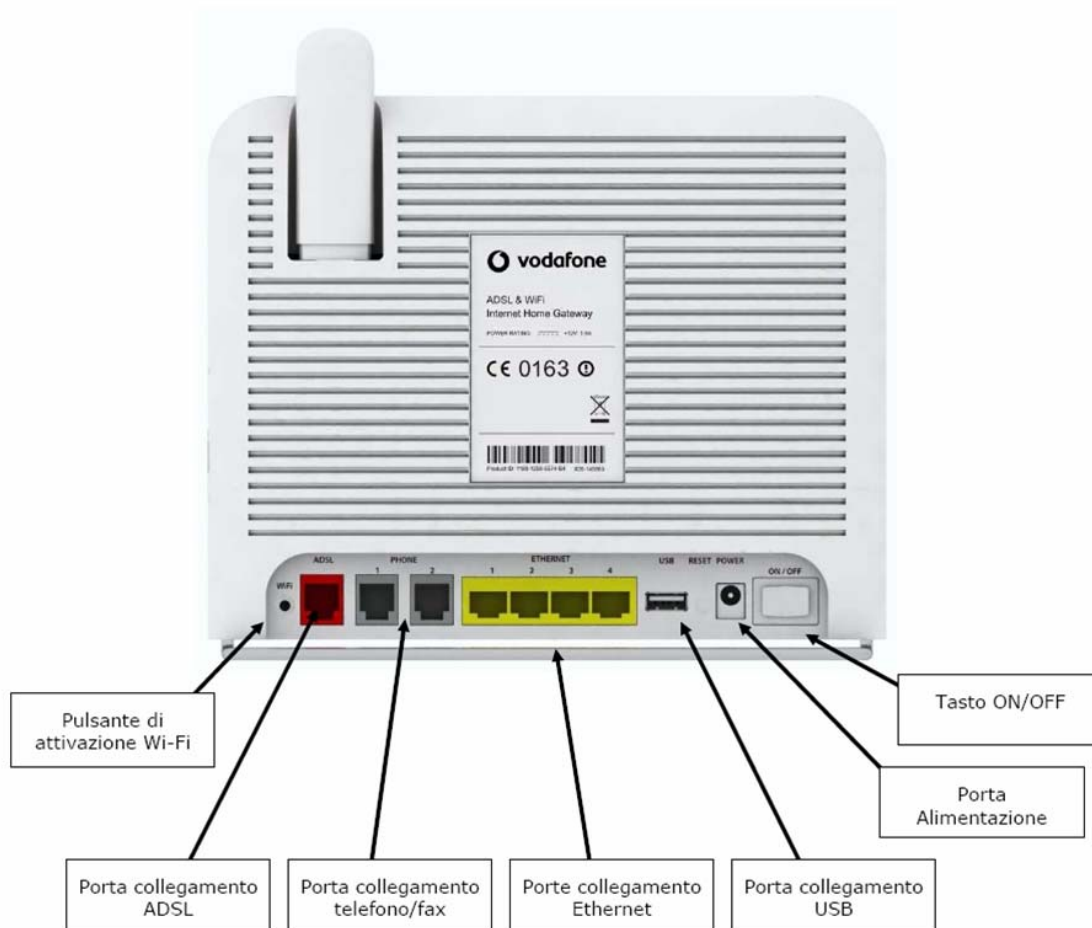 vodafone
ADSL & WiFi
Internet Home Gateway
POWER RATING
CE 0163
ADSL
PHONE
ETHERNET
USB
RESET
POWER
ON / OFF
WiFi
1
2
1
2
3
4
Pulsante di
attivazione Wi-Fi
Tasto ON/OFF
Porta
Alimentazione
Porta collegamento
ADSL
Porta collegamento
telefono/fax
Porte collegamento
Ethernet
Porta collegamento
USB